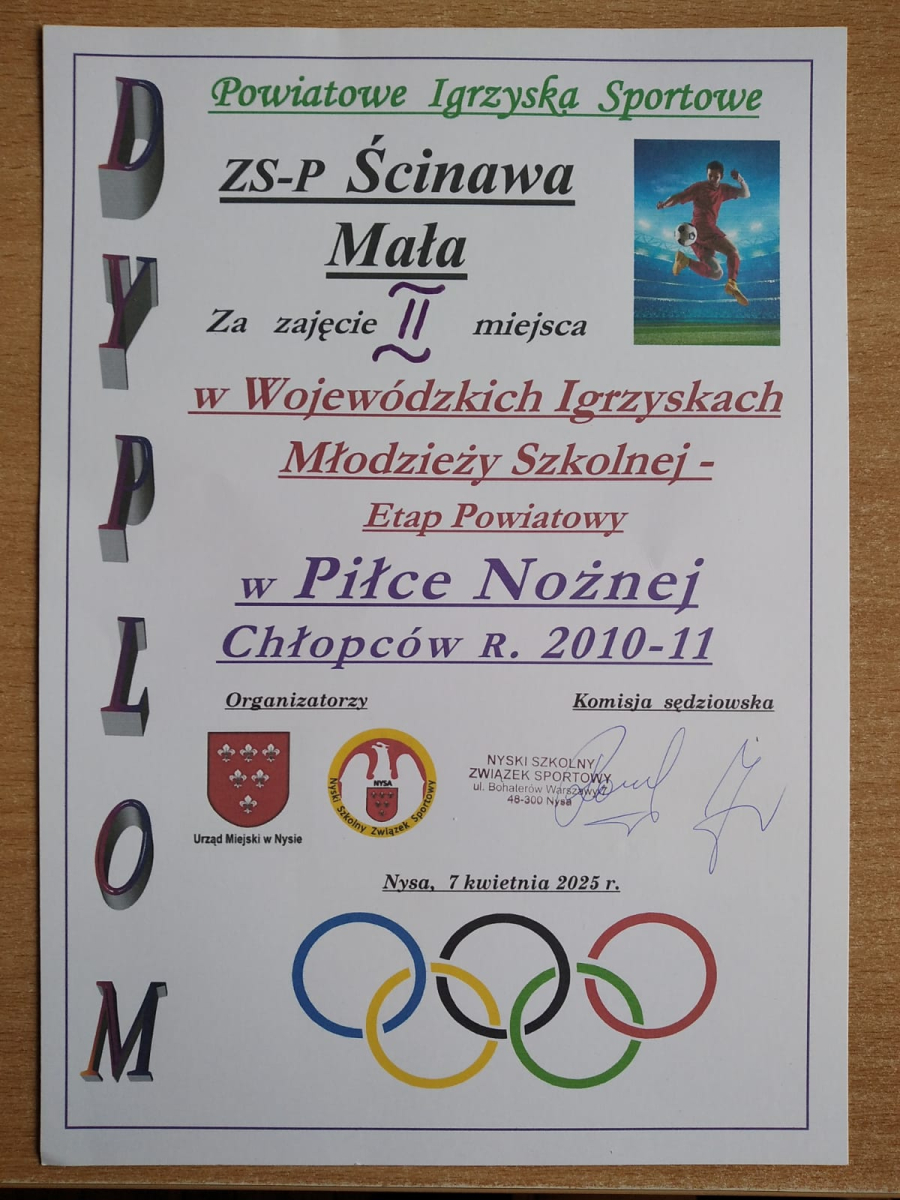 DYPLOM
Powiatowe Igrzyska Sportowe
ZS-P Ścinawa
Mała
Za zajęcie II miejsca
w Wojewódzkich Igrzyskach
Młodzieży Szkolnej -
Etap Powiatowy
w Piłce Nożnej
Chłopców R. 2010-11
Organizatorzy
Komisja sędziowska
Urząd Miejski w Nysie
NYSA
Nyski Szkolny Związek Sportowy
NYSKI SZKOLNY
ZWIĄZEK SPORTOWY
ul. Bohaterów Warszawy
48-300 Nysa
Nysa, 7 kwietnia 2025 r.